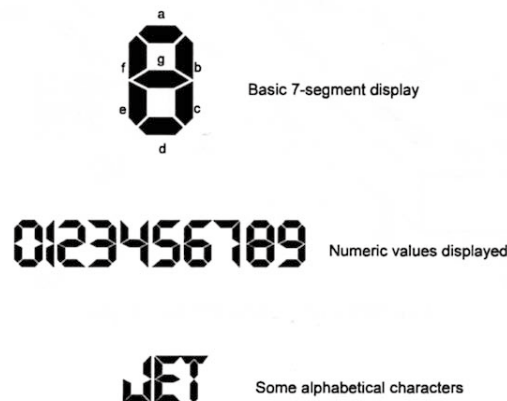 a
f g b
Basic 7-segment display
e c
d
0123456789 Numeric values displayed
JET Some alphabetical characters